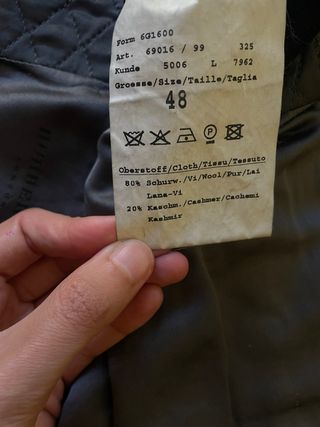 Form 6G1600
Art. 69016 / 99 325
Kunde 5006 L 7962
Groesse/Size/Taille/Taglia
48
P
Oberstoff/Cloth/Tissu/Tessuto
80% Schurw./Vi/Wool/Pur/Lai
Lana-Vi
20% Kaschm./Cashmer/Cachemi
Kashmir